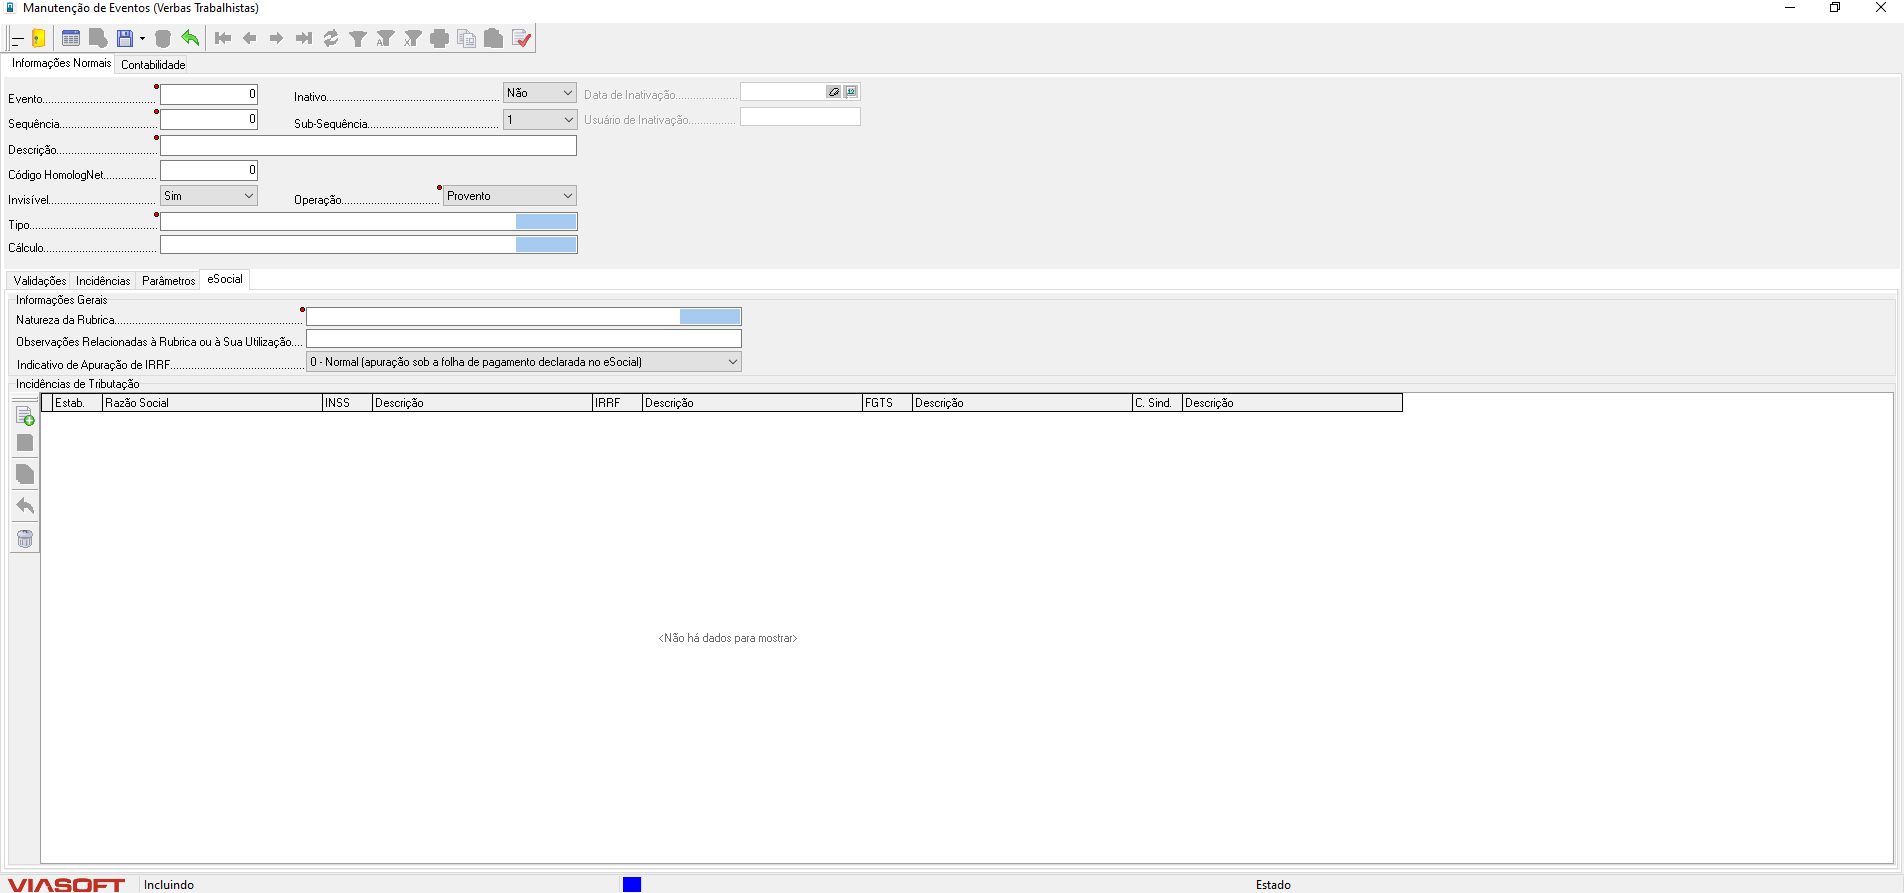 Manutenção de Eventos (Verbas Trabalhistas)
Informações Normais Contabilidade
Evento 0 Inativo Não Data de Inativação
Sequência 0 Sub-Sequência 1 Usuário de Inativação
Descrição
Código HomologNet 0
Invisível Sim Operação Provento
Tipo
Cálculo
Validações Incidências Parâmetros eSocial
Informações Gerais
Natureza da Rubrica
Observações Relacionadas à Rubrica ou à Sua Utilização
Indicativo de Apuração de IRRF 0 - Normal (apuração sob a folha de pagamento declarada no eSocial)
Incidências de Tributação
Estab. Razão Social INSS Descrição IRRF Descrição FGTS Descrição C. Sind. Descrição
<Não há dados para mostrar>
VIASOFT Incluindo Estado